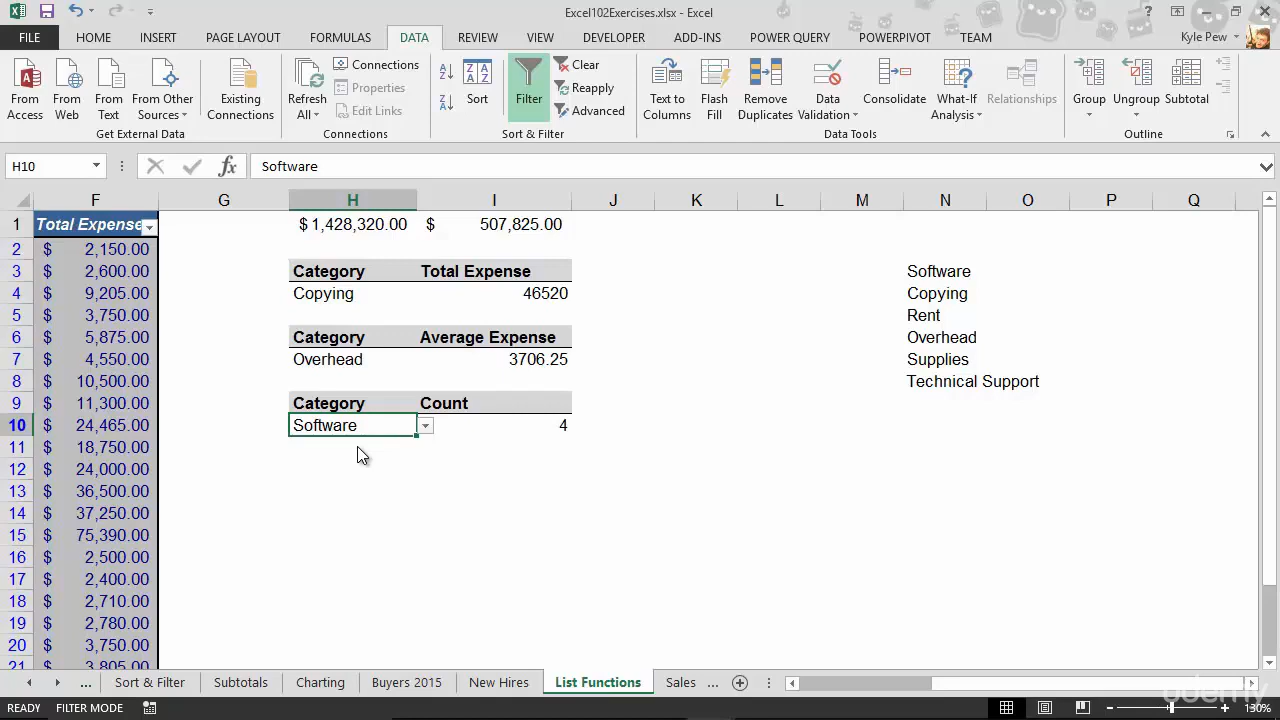 Excel102Exercises.xlsx - Excel
FILE HOME INSERT PAGE LAYOUT FORMULAS DATA REVIEW VIEW DEVELOPER ADD-INS POWER QUERY POWERPIVOT TEAM Kyle Pew
From Access
From Web
From Text
From Other Sources
Get External Data
Existing Connections
Refresh All
Connections
Properties
Edit Links
Connections
Sort
Filter
Clear
Reapply
Advanced
Sort & Filter
Text to Columns
Flash Fill
Remove Duplicates
Data Validation
Consolidate
What-If Analysis
Relationships
Data Tools
Group
Ungroup
Subtotal
Outline
H10 fx Software
F G H I J K L M N O P Q
1 Total Expense $ 1,428,320.00 $ 507,825.00
2 $ 2,150.00
3 $ 2,600.00 Category Total Expense Software
4 $ 9,205.00 Copying 46520 Copying
5 $ 3,750.00 Rent
6 $ 5,875.00 Category Average Expense Overhead
7 $ 4,550.00 Overhead 3706.25 Supplies
8 $ 10,500.00 Technical Support
9 $ 11,300.00 Category Count
10 $ 24,465.00 Software 4
11 $ 18,750.00
12 $ 24,000.00
13 $ 36,500.00
14 $ 37,250.00
15 $ 75,390.00
16 $ 2,500.00
17 $ 2,400.00
18 $ 2,710.00
19 $ 2,780.00
20 $ 3,750.00
21 $ 3,805.00
... Sort & Filter Subtotals Charting Buyers 2015 New Hires List Functions Sales ...
udemy
READY FILTER MODE 130%